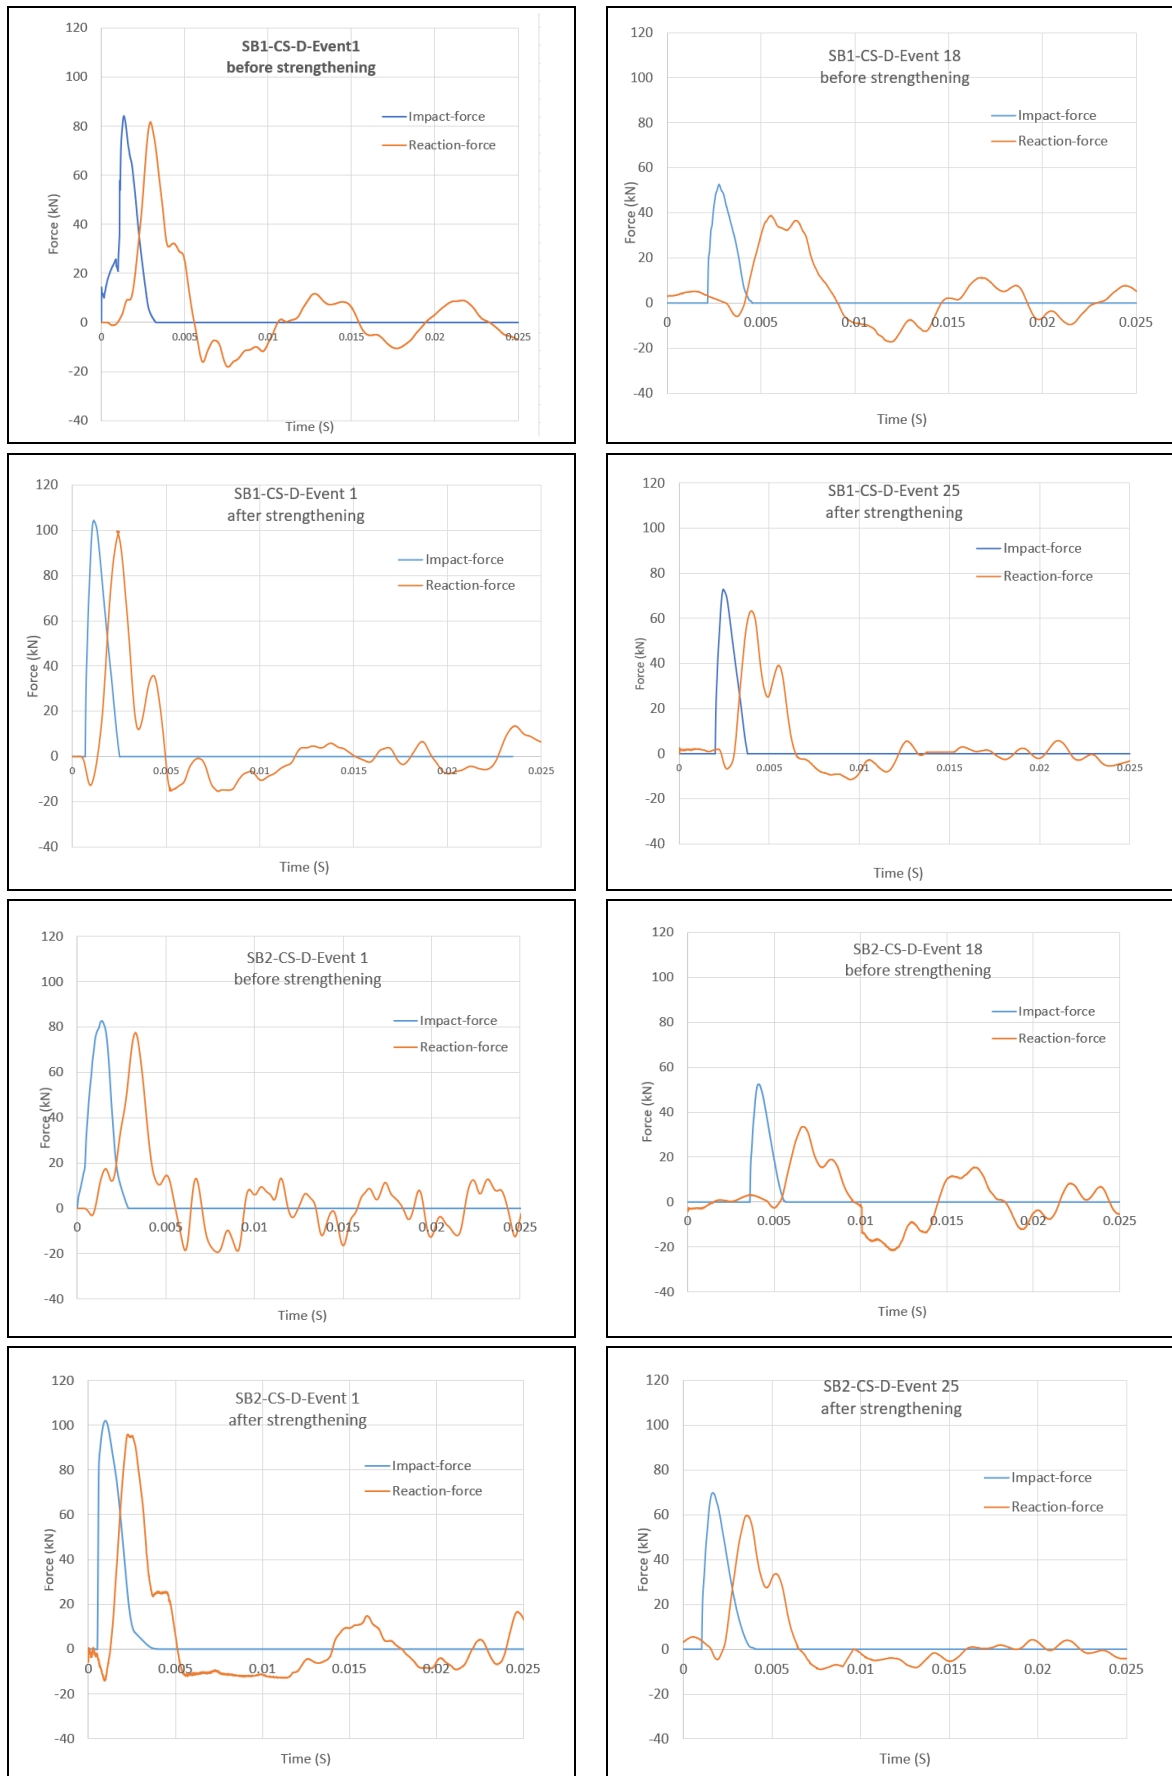 SB1-CS-D-Event1
before strengthening
120
100
80
60
40
20
0
-20
-40
0
0.005
0.01
0.015
0.02
0.025
Force (kN)
Time (S)
Impact-force
Reaction-force
SB1-CS-D-Event 18
before strengthening
120
100
80
60
40
20
0
-20
-40
0
0.005
0.01
0.015
0.02
0.025
Force (kN)
Time (S)
Impact-force
Reaction-force
SB1-CS-D-Event 1
after strengthening
120
100
80
60
40
20
0
-20
-40
0
0.005
0.01
0.015
0.02
0.025
Force (kN)
Time (S)
Impact-force
Reaction-force
SB1-CS-D-Event 25
after strengthening
120
100
80
60
40
20
0
-20
-40
0
0.005
0.01
0.015
0.02
0.025
Force (kN)
Time (S)
Impact-force
Reaction-force
SB2-CS-D-Event 1
before strengthening
120
100
80
60
40
20
0
-20
-40
0
0.005
0.01
0.015
0.02
0.025
Force (kN)
Time (S)
Impact-force
Reaction-force
SB2-CS-D-Event 18
before strengthening
120
100
80
60
40
20
0
-20
-40
0
0.005
0.01
0.015
0.02
0.025
Force (kN)
Time (S)
Impact-force
Reaction-force
SB2-CS-D-Event 1
after strengthening
120
100
80
60
40
20
0
-20
-40
0
0.005
0.01
0.015
0.02
0.025
Force (kN)
Time (S)
Impact-force
Reaction-force
SB2-CS-D-Event 25
after strengthening
120
100
80
60
40
20
0
-20
-40
0
0.005
0.01
0.015
0.02
0.025
Force (kN)
Time (S)
Impact-force
Reaction-force